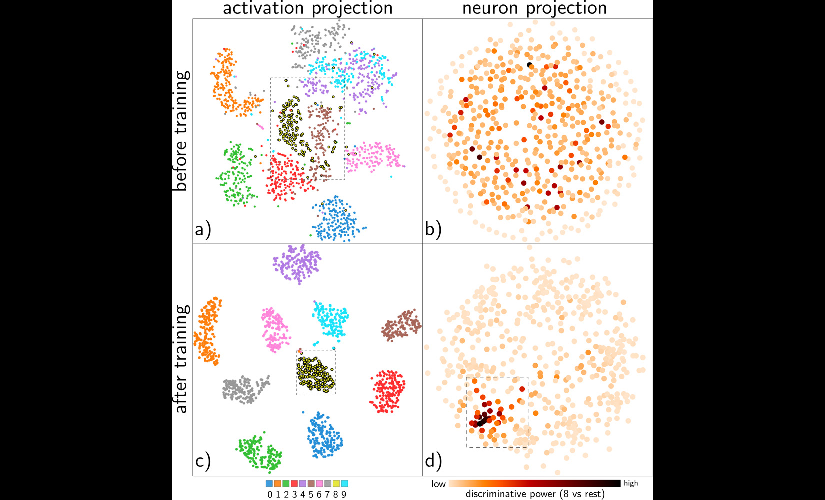 activation projection
neuron projection
before training
a)
b)
after training
c)
d)
0 1 2 3 4 5 6 7 8 9
low
high
discriminative power (8 vs rest)